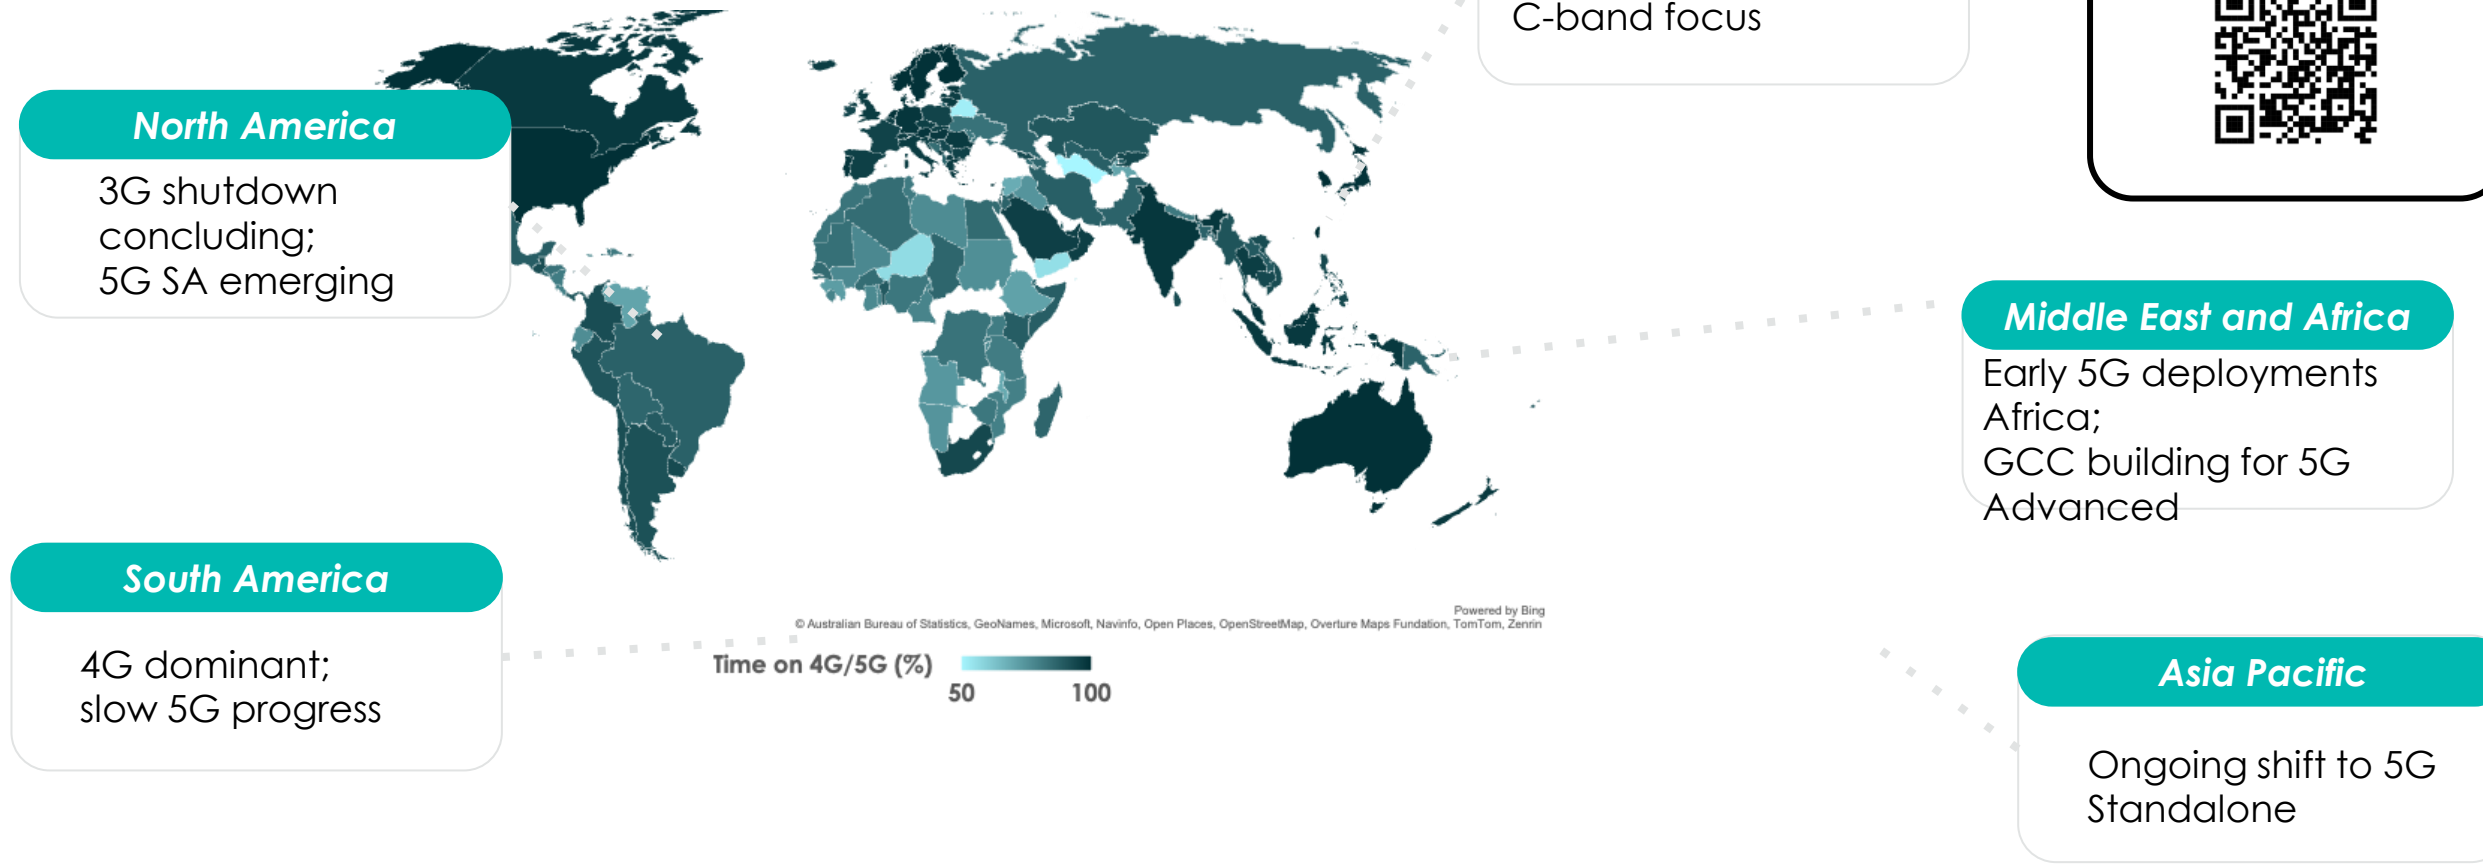 C-band focus
North America
3G shutdown
concluding;
5G SA emerging
Middle East and Africa
Early 5G deployments
Africa;
GCC building for 5G
Advanced
South America
4G dominant;
slow 5G progress
Powered by Bing
© Australian Bureau of Statistics, GeoNames, Microsoft, Navinfo, Open Places, OpenStreetMap, Overture Maps Fundation, TomTom, Zenrin
Time on 4G/5G (%)
50 100
Asia Pacific
Ongoing shift to 5G
Standalone